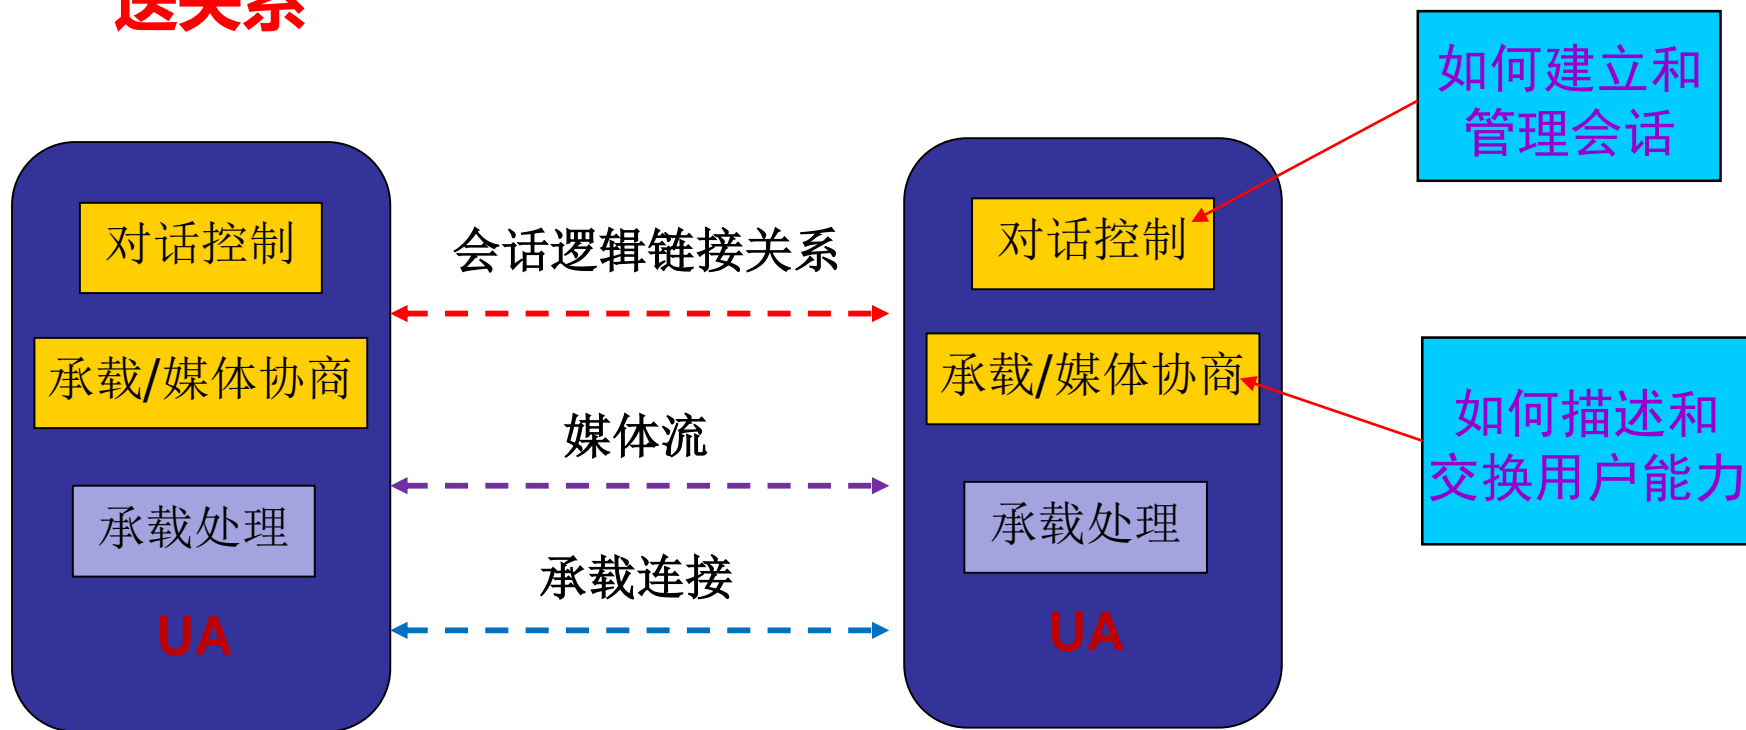 送关系
如何建立和
管理会话
对话控制
会话逻辑链接关系
对话控制
承载/媒体协商
承载/媒体协商
如何描述和
交换用户能力
媒体流
承载处理
承载处理
承载连接
UA
UA